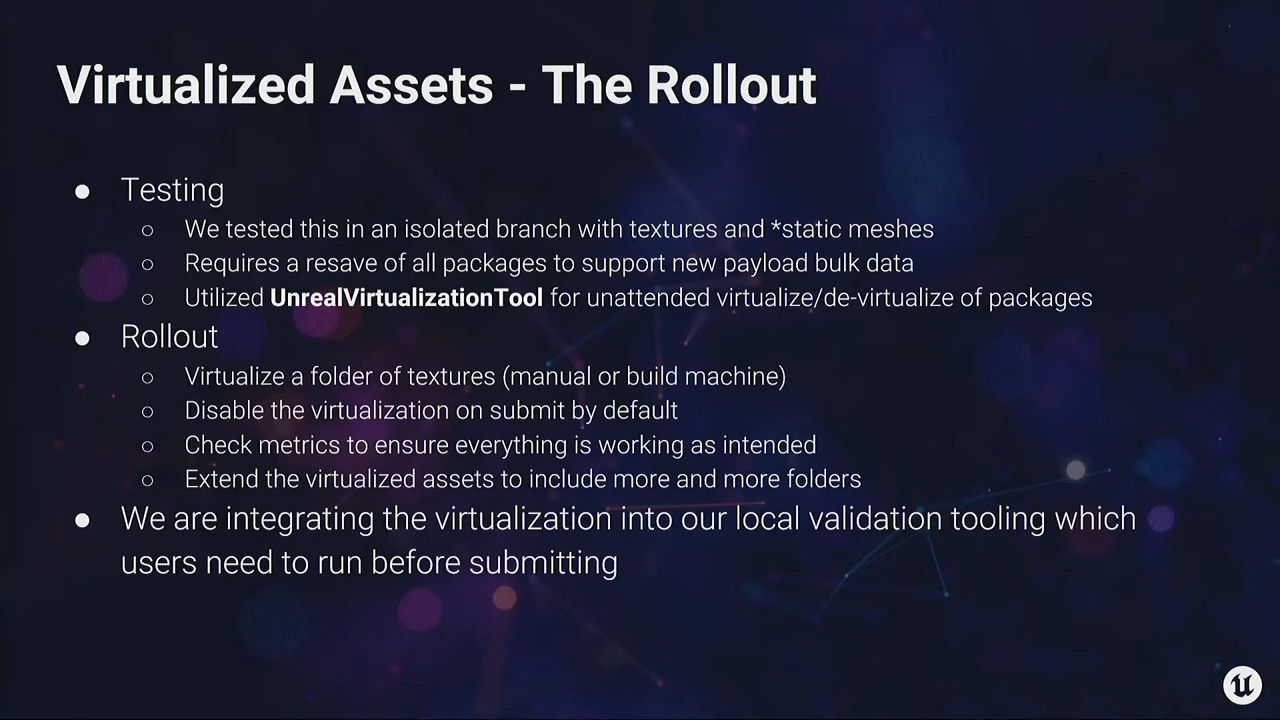 Virtualized Assets - The Rollout
● Testing
○ We tested this in an isolated branch with textures and *static meshes
○ Requires a resave of all packages to support new payload bulk data
○ Utilized UnrealVirtualizationTool for unattended virtualize/de-virtualize of packages
● Rollout
○ Virtualize a folder of textures (manual or build machine)
○ Disable the virtualization on submit by default
○ Check metrics to ensure everything is working as intended
○ Extend the virtualized assets to include more and more folders
● We are integrating the virtualization into our local validation tooling which
users need to run before submitting